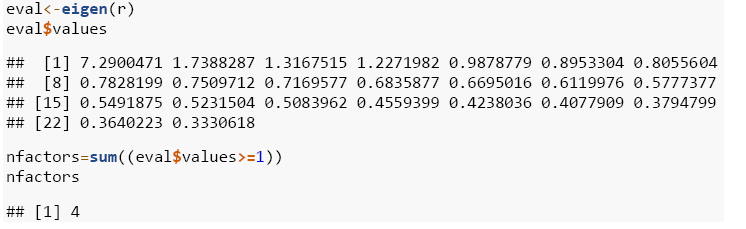 eval<-eigen(r)
eval$values
##  [1] 7.2900471 1.7388287 1.3167515 1.2271982 0.9878779 0.8953304 0.8055604
##  [8] 0.7828199 0.7509712 0.7169577 0.6835877 0.6695016 0.6119976 0.5777377
## [15] 0.5491875 0.5231504 0.5083962 0.4559399 0.4238036 0.4077909 0.3794799
## [22] 0.3640223 0.3330618
nfactors=sum((eval$values>=1))
nfactors
## [1] 4